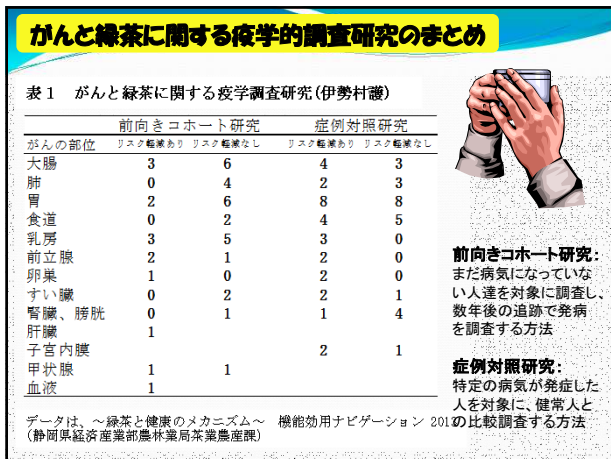 がんと緑茶に関する疫学的調査研究のまとめ
表1 がんと緑茶に関する疫学調査研究(伊勢村護)
前向きコホート研究 症例対照研究
がんの部位 リスク軽減あり リスク軽減なし リスク軽減あり リスク軽減なし
大腸 3 6 4 3
肺 0 4 2 3
胃 2 6 8 8
食道 0 2 4 5
乳房 3 5 3 0
前立腺 2 1 2 0
卵巣 1 0 2 0
すい臓 0 2 2 1
腎臓、膀胱 0 1 1 4
肝臓 1
子宮内膜 2 1
甲状腺 1 1
血液 1
データは、～緑茶と健康のメカニズム～ 機能効用ナビゲーション 2013
(静岡県経済産業部農林業局茶業農産課)
前向きコホート研究:
まだ病気になっていな
い人達を対象に調査し、
数年後の追跡で発病
を調査する方法
症例対照研究:
特定の病気が発症した
人を対象に、健常人と
の比較調査する方法